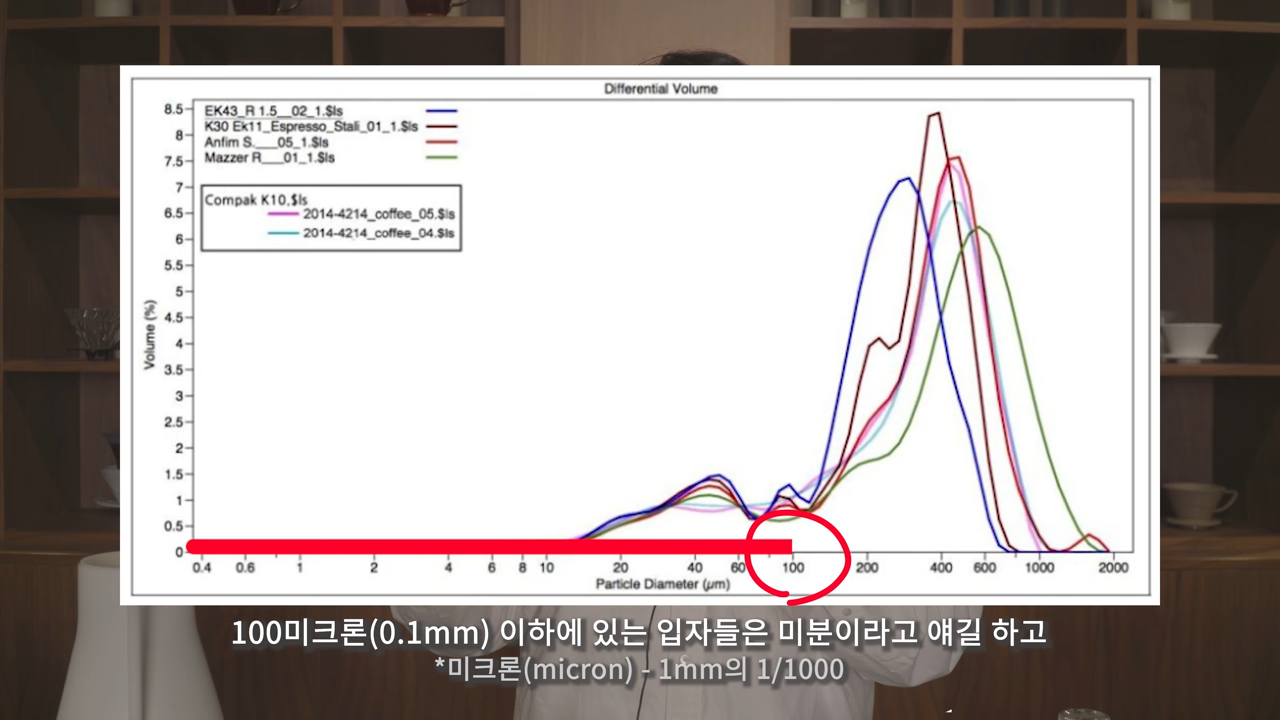 Differential Volume
EK43_R 1.5__02_1.$ls
K30 Ek11_Espresso_Stali_01_1.$ls
Anfim S.___05_1.$ls
Mazzer R___01_1.$ls
Compak K10,$ls
2014-4214_coffee_05.$ls
2014-4214_coffee_04.$ls
8.5
8
7.5
7
6.5
6
5.5
5
4.5
4
3.5
3
2.5
2
1.5
1
0.5
0
Volume (%)
0.4 0.6 1 2 4 6 8 10 20 40 60 100 200 400 600 1000 2000
Particle Diameter (µm)
100미크론(0.1mm) 이하에 있는 입자들은 미분이라고 얘길 하고
*미크론(micron) - 1mm의 1/1000